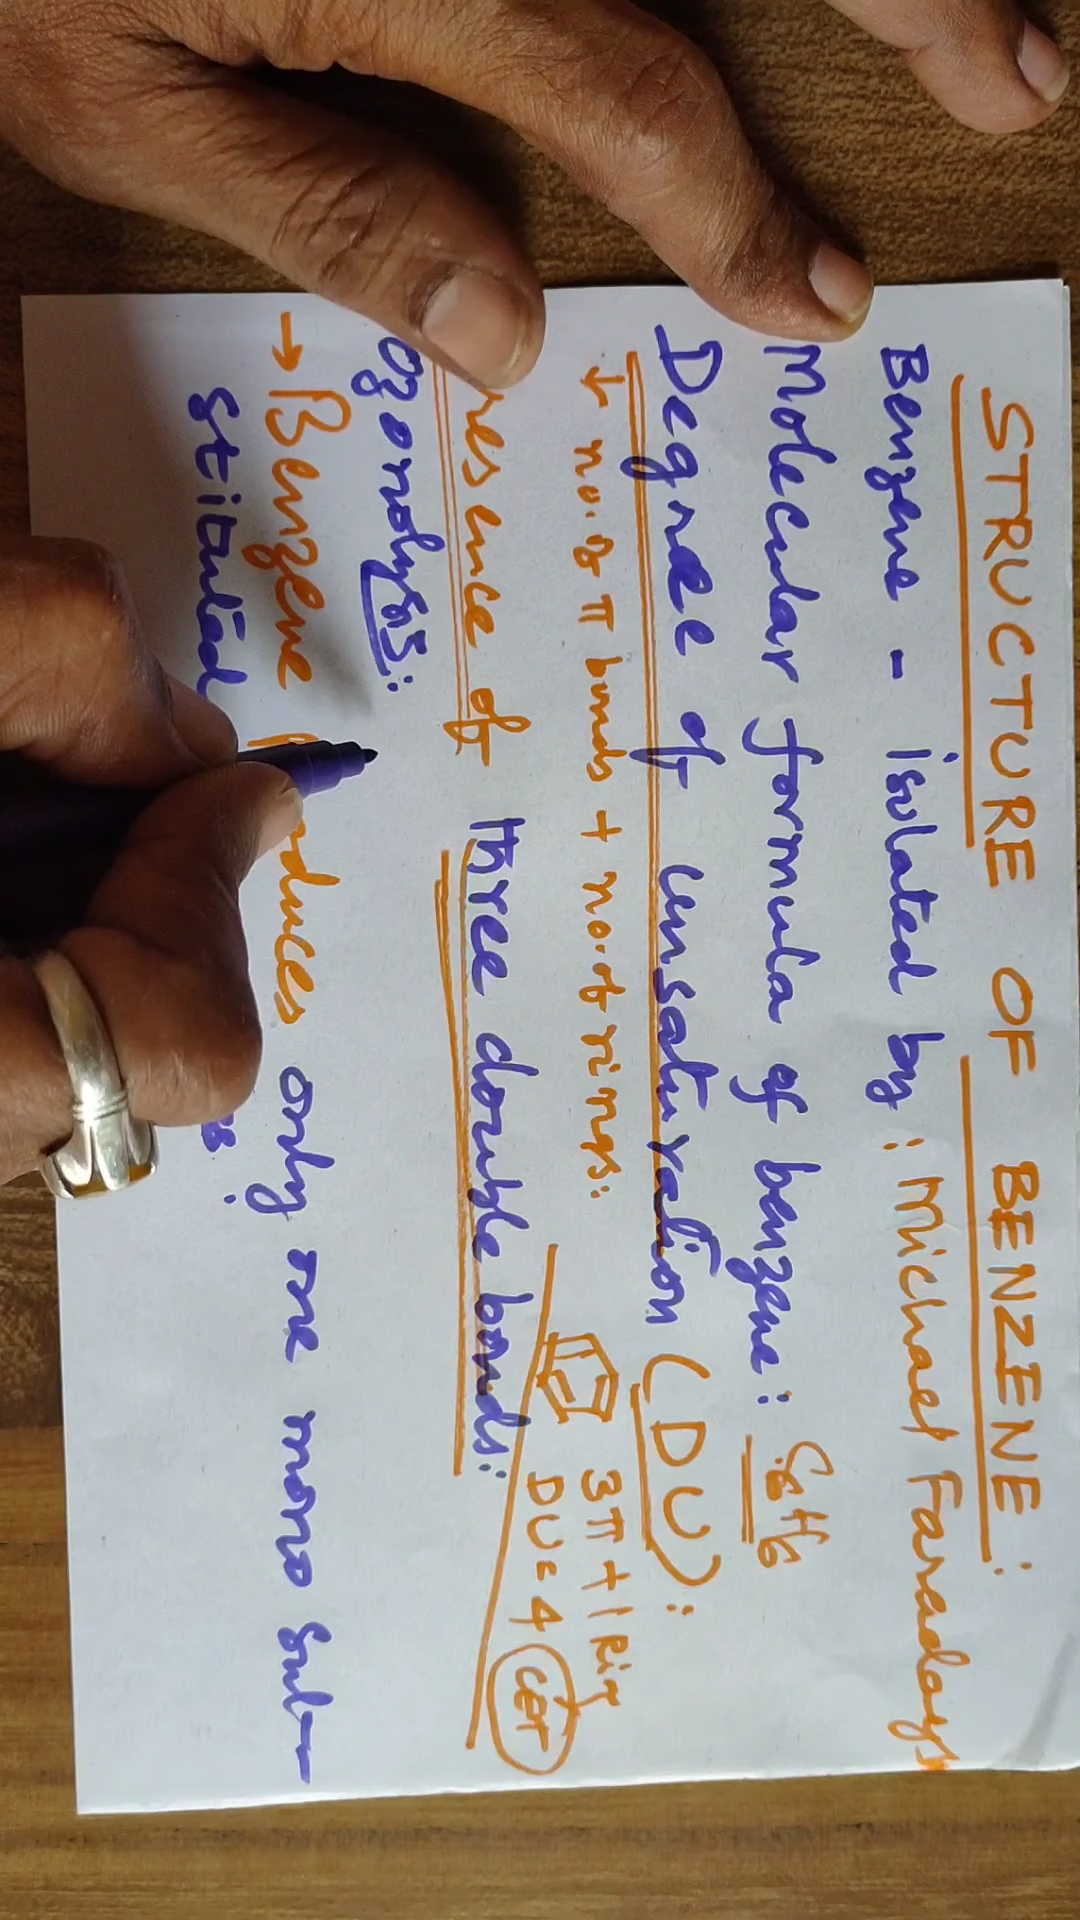 STRUCTURE OF BENZENE:
Benzene - isolated by: Michael Faraday
Molecular formula of benzene: C6H6
Degree of unsaturation (DU):
↓ no. of π bonds + no. of rings.
3π + 1 Ring
DU = 4 CET
resence of three double bonds:
Ozonolysis:
→ Benzene produces only one mono sub-
stituted